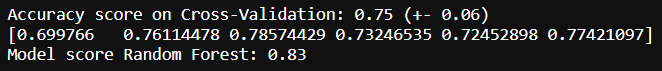 Accuracy score on Cross-Validation: 0.75 (+- 0.06)
[0.699766   0.76114478 0.78574429 0.73246535 0.72452898 0.77421097]
Model score Random Forest: 0.83